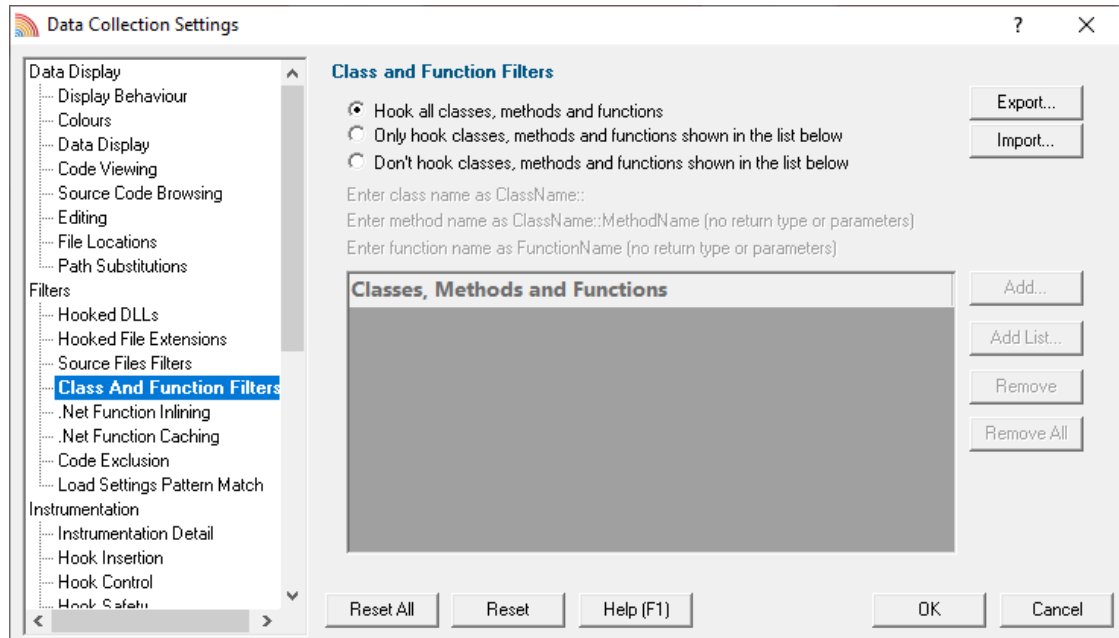 Data Collection Settings
?
Data Display
Display Behaviour
Colours
Data Display
Code Viewing
Source Code Browsing
Editing
File Locations
Path Substitutions
Filters
Hooked DLLs
Hooked File Extensions
Source Files Filters
Class And Function Filters
.Net Function Inlining
.Net Function Caching
Code Exclusion
Load Settings Pattern Match
Instrumentation
Instrumentation Detail
Hook Insertion
Hook Control
Hook Safety
Class and Function Filters
Hook all classes, methods and functions
Only hook classes, methods and functions shown in the list below
Don't hook classes, methods and functions shown in the list below
Enter class name as ClassName::
Enter method name as ClassName::MethodName (no return type or parameters)
Enter function name as FunctionName (no return type or parameters)
Classes, Methods and Functions
Export...
Import...
Add...
Add List...
Remove
Remove All
Reset All
Reset
Help (F1)
OK
Cancel